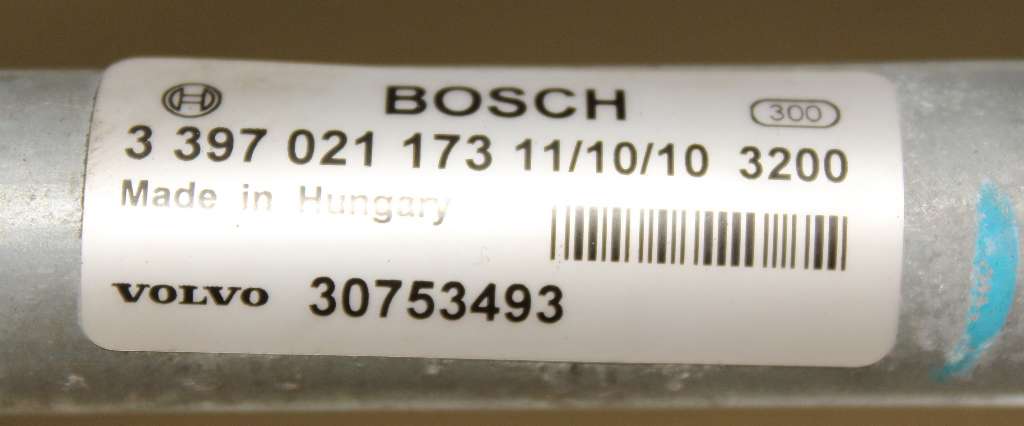 BOSCH 300
3 397 021 173 11/10/10 3200
Made in Hungary
VOLVO 30753493